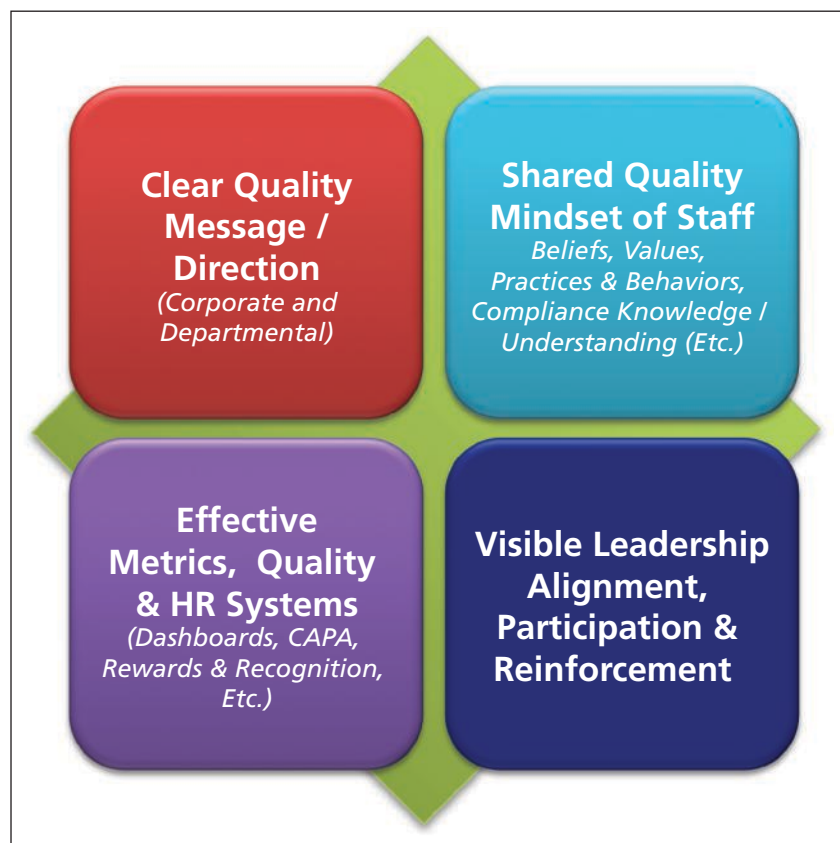 Clear Quality
Message /
Direction
(Corporate and
Departmental)
Shared Quality
Mindset of Staff
Beliefs, Values,
Practices & Behaviors,
Compliance Knowledge /
Understanding (Etc.)
Effective
Metrics, Quality
& HR Systems
(Dashboards, CAPA,
Rewards & Recognition,
Etc.)
Visible Leadership
Alignment,
Participation &
Reinforcement